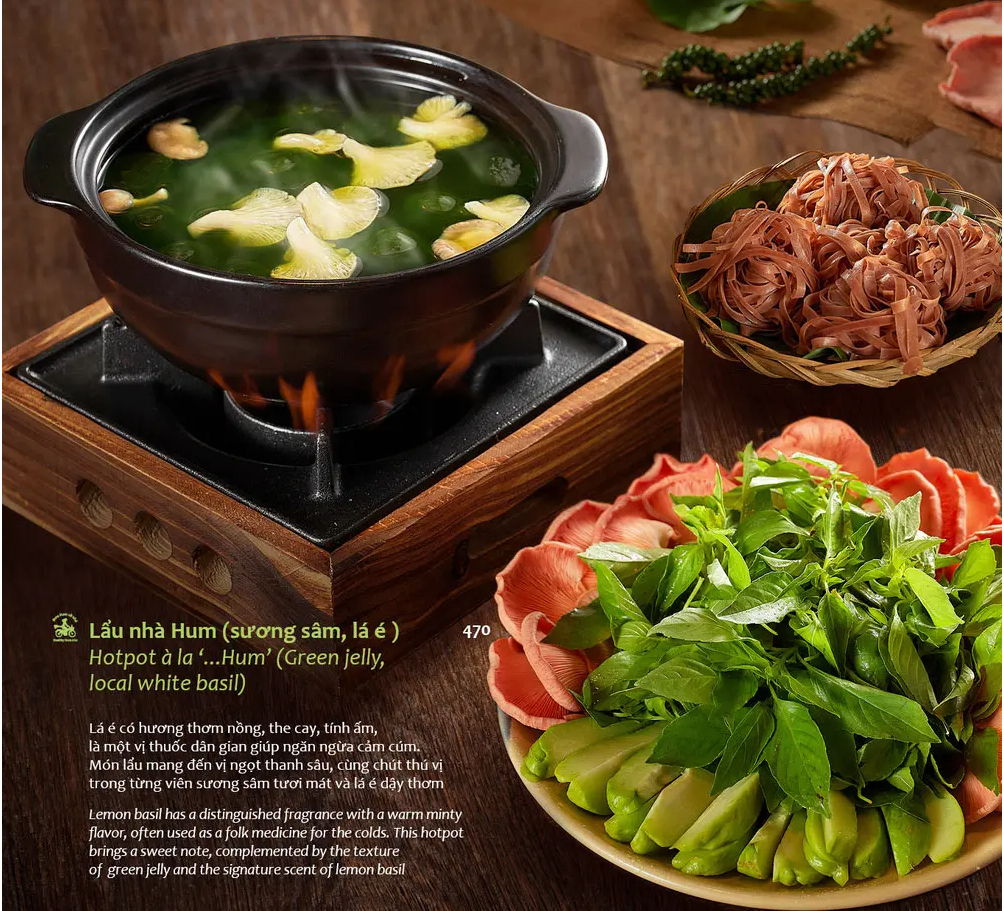 Lẩu nhà Hum (sương sâm, lá é )
470
Hotpot à la ‘...Hum’ (Green jelly,
local white basil)
Lá é có hương thơm nồng, the cay, tính ấm,
là một vị thuốc dân gian giúp ngăn ngừa cảm cúm.
Món lẩu mang đến vị ngọt thanh sâu, cùng chút thú vị
trong từng viên sương sâm tươi mát và lá é dậy thơm
Lemon basil has a distinguished fragrance with a warm minty
flavor, often used as a folk medicine for the colds. This hotpot
brings a sweet note, complemented by the texture
of green jelly and the signature scent of lemon basil